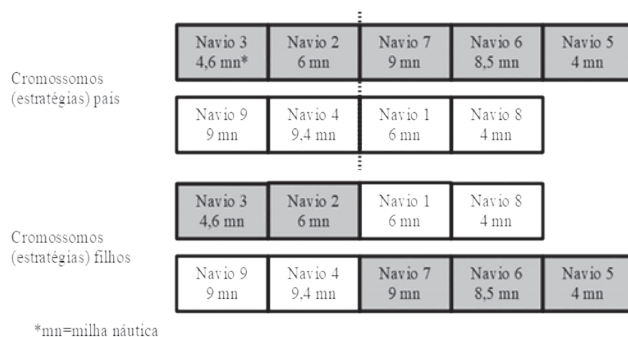 Cromossomos
(estratégias) pais
Navio 3
4,6 mn*
Navio 2
6 mn
Navio 7
9 mn
Navio 6
8,5 mn
Navio 5
4 mn
Navio 9
9 mn
Navio 4
9,4 mn
Navio 1
6 mn
Navio 8
4 mn
Cromossomos
(estratégias) filhos
Navio 3
4,6 mn
Navio 2
6 mn
Navio 1
6 mn
Navio 8
4 mn
Navio 9
9 mn
Navio 4
9,4 mn
Navio 7
9 mn
Navio 6
8,5 mn
Navio 5
4 mn
*mn=milha náutica